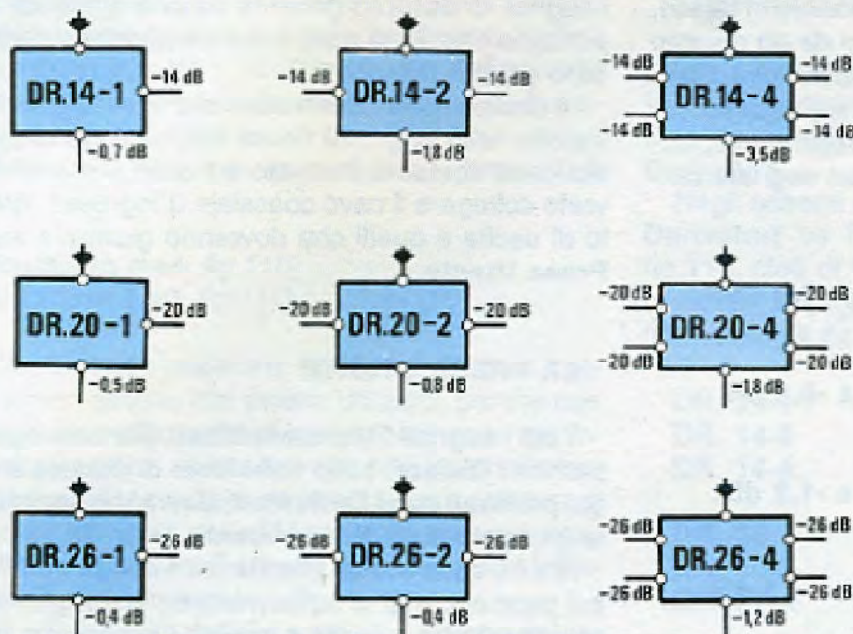 DR.14-1
-14 dB
-0,7 dB
-14 dB
DR.14-2
-14 dB
-1,8 dB
-14 dB
-14 dB
DR.14-4
-14 dB
-14 dB
-3,5 dB
DR.20-1
-20 dB
-0,5 dB
-20 dB
DR.20-2
-20 dB
-0,8 dB
-20 dB
-20 dB
DR.20-4
-20 dB
-20 dB
-1,8 dB
DR.26-1
-26 dB
-0,4 dB
-26 dB
DR.26-2
-26 dB
-0,4 dB
-26 dB
-26 dB
DR.26-4
-26 dB
-26 dB
-1,2 dB